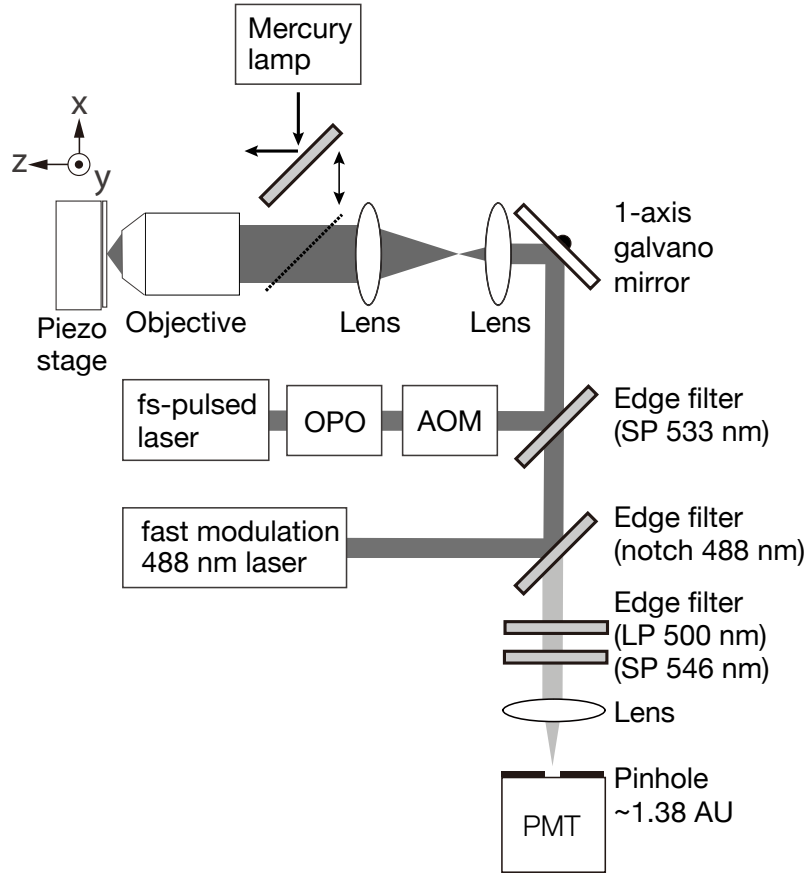 Mercury
lamp
x
z
y
1-axis
galvano
mirror
Piezo
stage
Objective
Lens
Lens
fs-pulsed
laser
OPO
AOM
Edge filter
(SP 533 nm)
fast modulation
488 nm laser
Edge filter
(notch 488 nm)
Edge filter
(LP 500 nm)
(SP 546 nm)
Lens
Pinhole
~1.38 AU
PMT